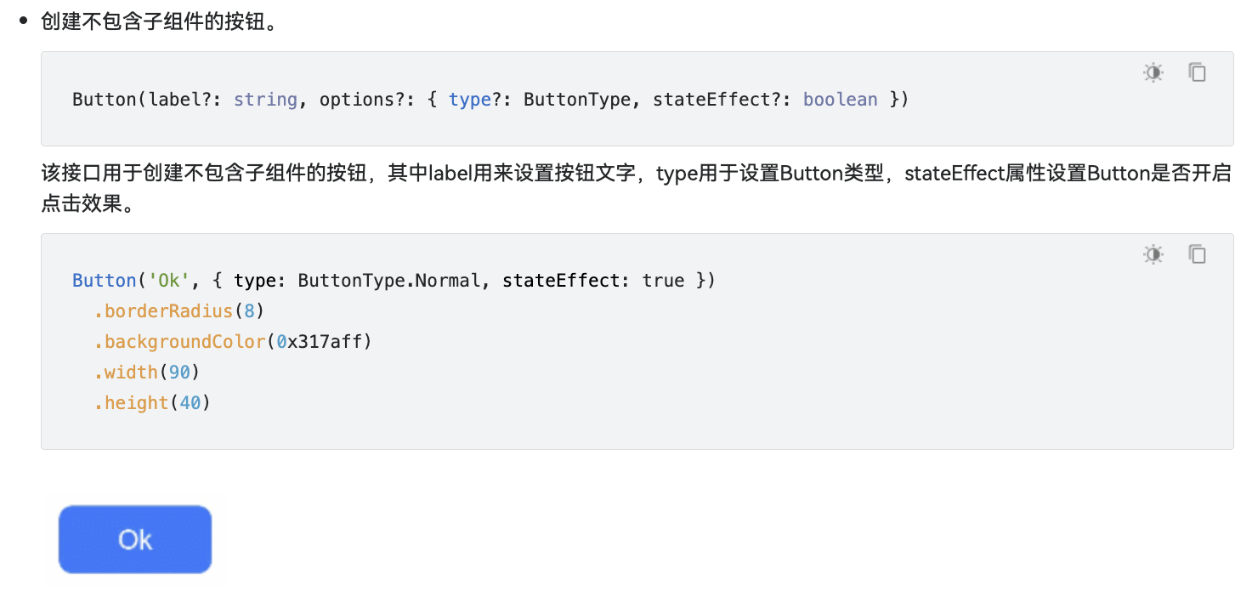 创建不包含子组件的按钮。
Button(label?: string, options?: { type?: ButtonType, stateEffect?: boolean })
该接口用于创建不包含子组件的按钮，其中label用来设置按钮文字，type用于设置Button类型，stateEffect属性设置Button是否开启
点击效果。
Button('Ok', { type: ButtonType.Normal, stateEffect: true })
.borderRadius(8)
.backgroundColor(0x317aff)
.width(90)
.height(40)
Ok